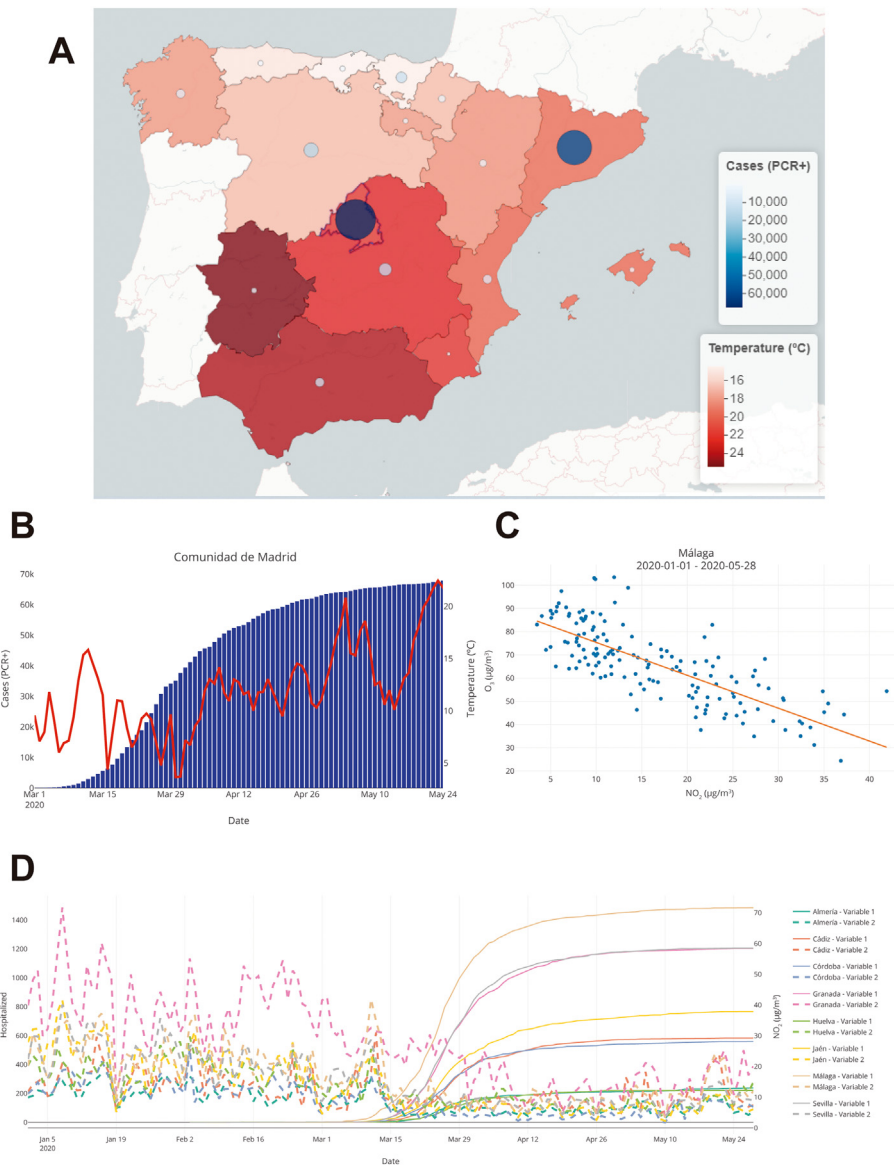 A
Cases (PCR+)
10,000
20,000
30,000
40,000
50,000
60,000
Temperature (ºC)
16
18
20
22
24
B
Comunidad de Madrid
70k
60k
50k
40k
30k
20k
10k
0
Cases (PCR+)
20
15
10
5
Temperature (ºC)
Mar 1 Mar 15 Mar 29 Apr 12 Apr 26 May 10 May 24
2020
Date
C
Málaga
2020-01-01 - 2020-05-28
100
90
80
70
60
50
40
30
20
O₃ (µg/m³)
5 10 15 20 25 30 35 40
NO₂ (µg/m³)
D
1400
1200
1000
800
600
400
200
0
Hospitalized
70
60
50
40
30
20
10
0
NO₂ (µg/m³)
Jan 5 Jan 19 Feb 2 Feb 16 Mar 1 Mar 15 Mar 29 Apr 12 Apr 26 May 10 May 24
2020
Date
Almería - Variable 1
Almería - Variable 2
Cádiz - Variable 1
Cádiz - Variable 2
Córdoba - Variable 1
Córdoba - Variable 2
Granada - Variable 1
Granada - Variable 2
Huelva - Variable 1
Huelva - Variable 2
Jaén - Variable 1
Jaén - Variable 2
Málaga - Variable 1
Málaga - Variable 2
Sevilla - Variable 1
Sevilla - Variable 2